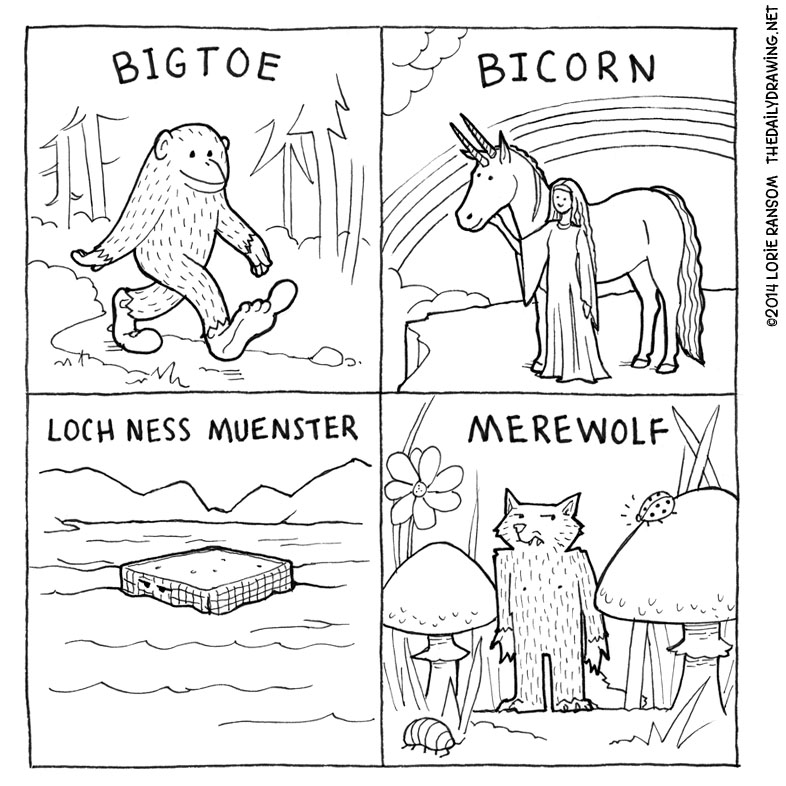 BIGTOE
BICORN
LOCH NESS MUENSTER
MEREWOLF
©2014 LORIE RANSOM THEDAILYDRAWING.NET